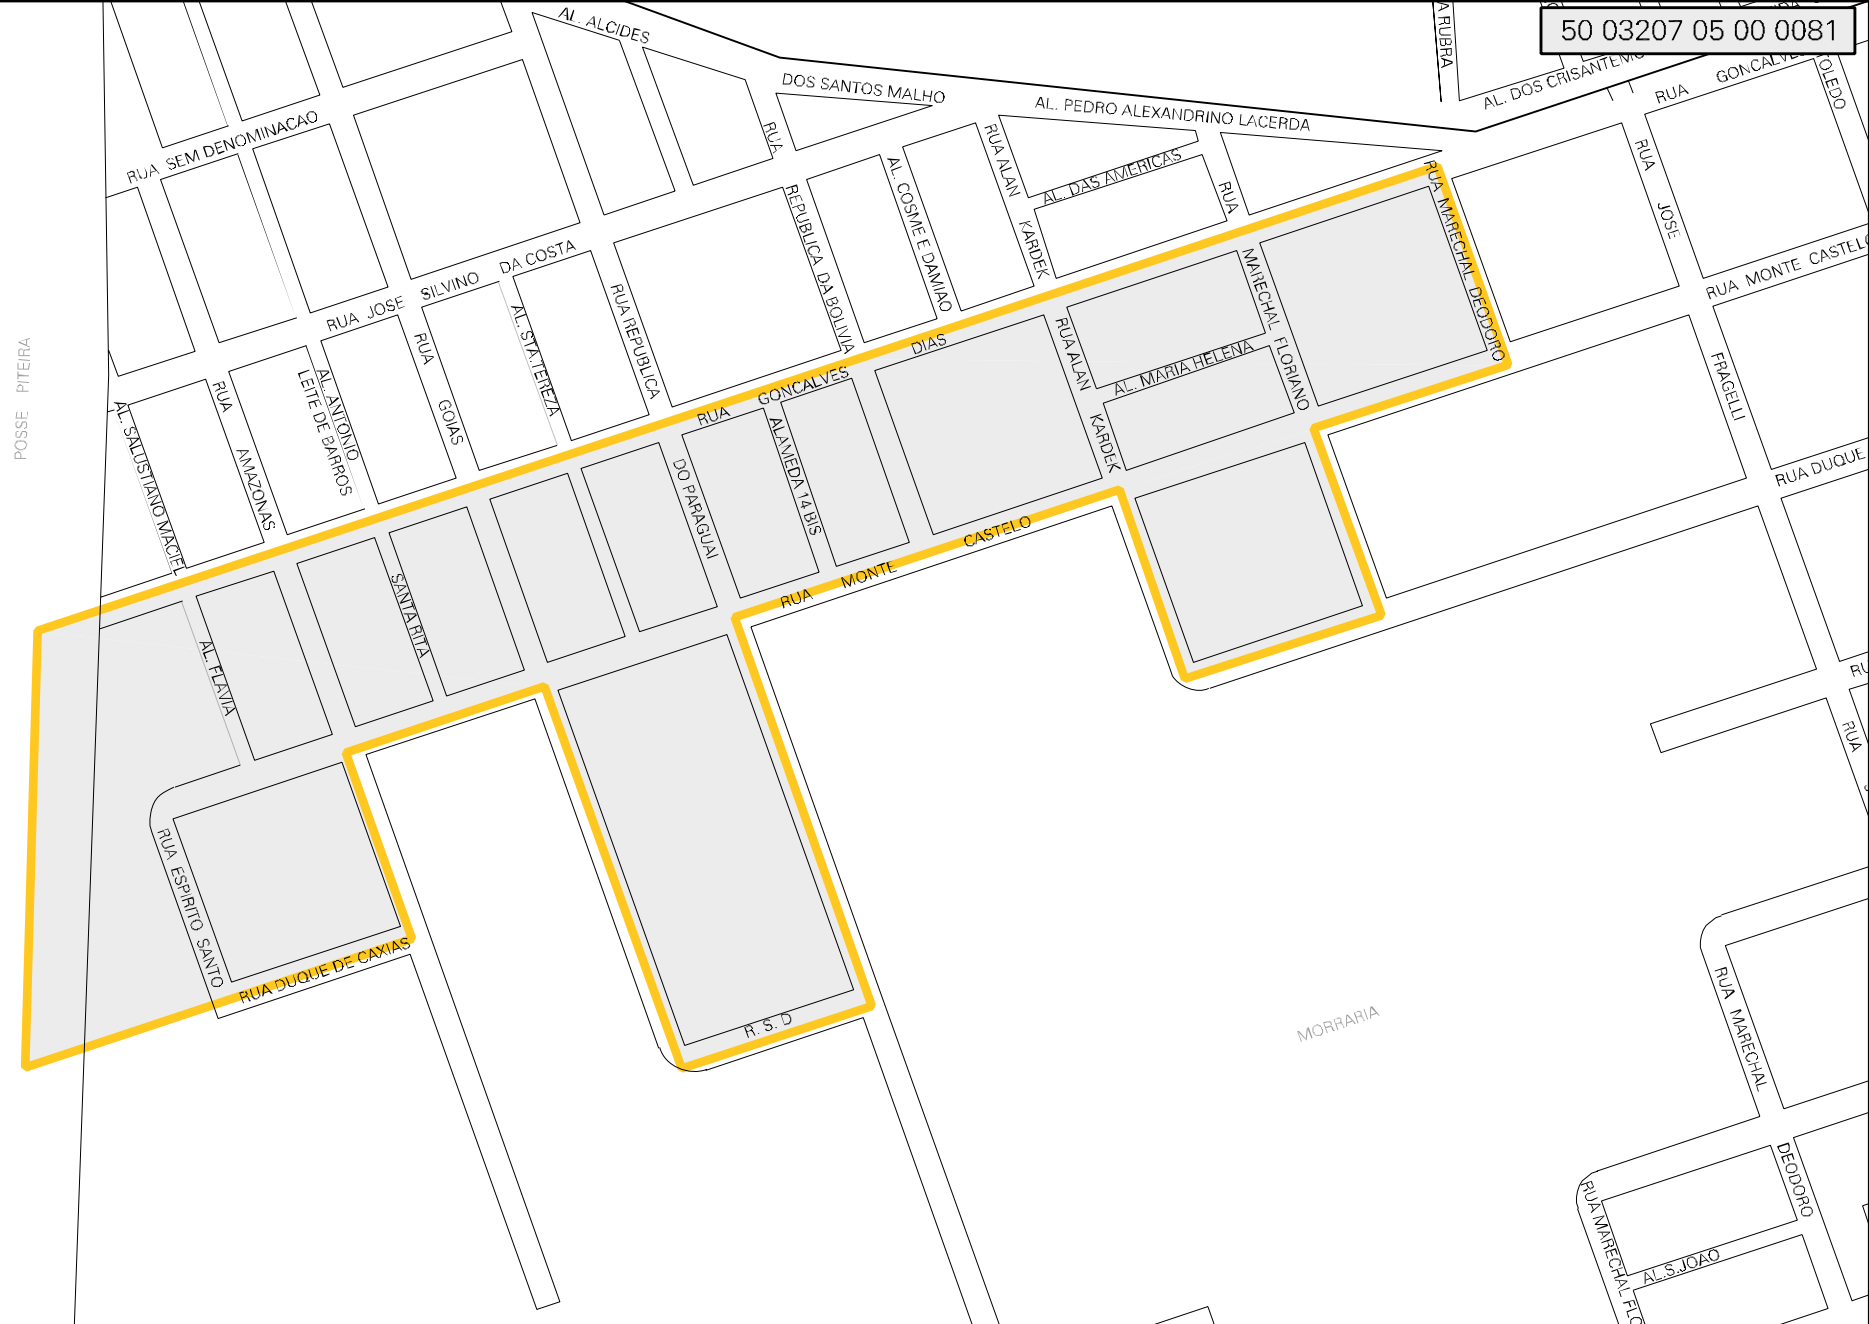 50 03207 05 00 0081
AL. ALCIDES
DOS SANTOS MALHO
AL. PEDRO ALEXANDRINO LACERDA
A RUBRA
AL. DOS CRISANTEMO
RUA GONCALVE
TOLEDO
RUA SEM DENOMINACAO
RUA
REPUBLICA DA BOLIVIA
AL. COSME E DAMIAO
RUA ALAN
KARDEK
AL. DAS AMERICAS
RUA
MARECHAL FLORIANO
RUA MARECHAL DEODORO
RUA
JOSE
FRAGELLI
RUA MONTE CASTELO
RUA DUQUE
RUA JOSE SILVINO DA COSTA
RUA REPUBLICA
DO PARAGUAI
AL. STA.TEREZA
RUA
GOIAS
AL. ANTONIO
LEITE DE BARROS
RUA
AMAZONAS
AL. SALUSTIANO MACIEL
POSSE PITEIRA
RUA GONCALVES DIAS
RUA ALAN
KARDEK
AL. MARIA HELENA
ALAMEDA 14 BIS
SANTA RITA
AL. FLAVIA
RUA MONTE CASTELO
RUA ESPIRITO SANTO
RUA DUQUE DE CAXIAS
R. S. D
MORRARIA
RUA
RUA MARECHAL
DEODORO
RUA MARECHAL FLO
AL.S.JOAO